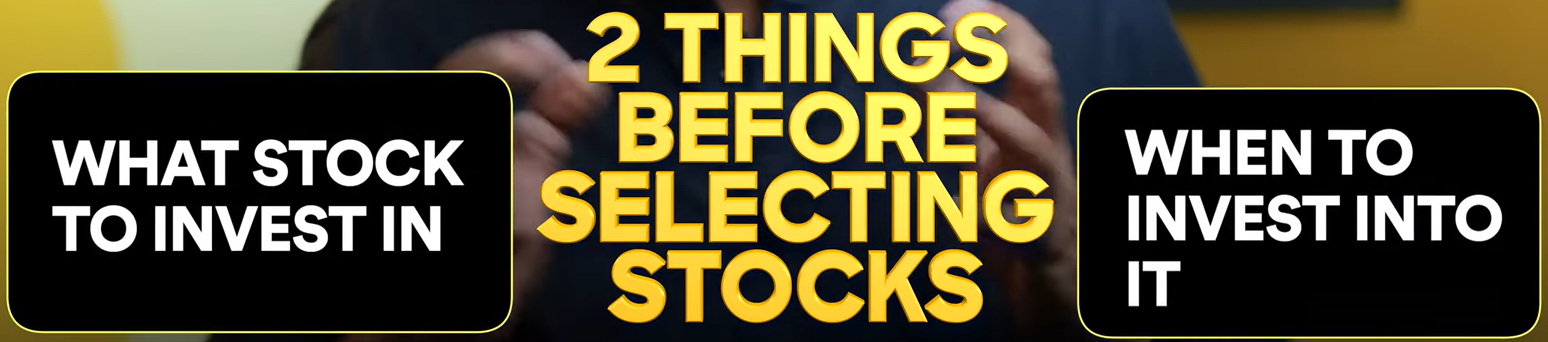 WHAT STOCK
TO INVEST IN
2 THINGS
BEFORE
SELECTING
STOCKS
WHEN TO
INVEST INTO
IT